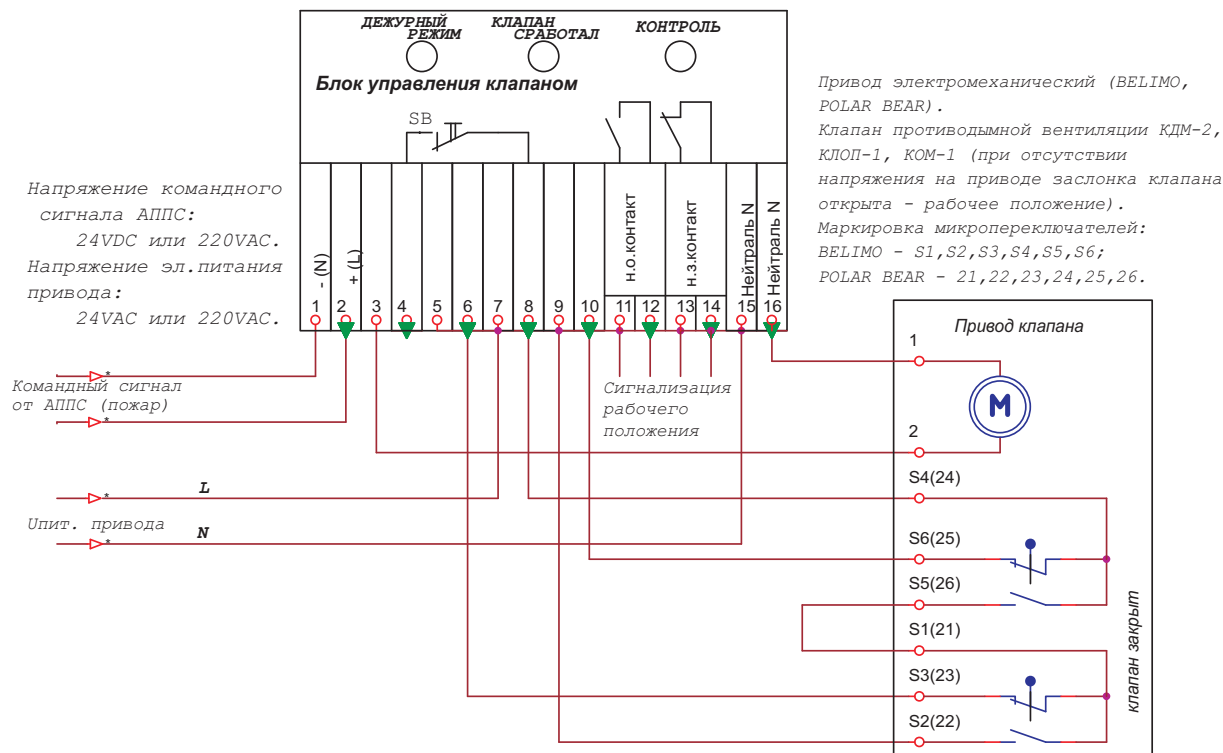 ДЕЖУРНЫЙ
РЕЖИМ
КЛАПАН
СРАБОТАЛ
КОНТРОЛЬ
Блок управления клапаном
SB
Напряжение командного
сигнала АППС:
24VDC или 220VAC.
Напряжение эл.питания
привода:
24VAC или 220VAC.
- (N)
+ (L)
н.о.контакт
н.з.контакт
Нейтраль N
Нейтраль N
1 2 3 4 5 6 7 8 9 10 11 12 13 14 15 16
Привод электромеханический (BELIMO,
POLAR BEAR).
Клапан противодымной вентиляции КДМ-2,
КЛОП-1, КОМ-1 (при отсутствии
напряжения на приводе заслонка клапана
открыта - рабочее положение).
Маркировка микропереключателей:
BELIMO - S1,S2,S3,S4,S5,S6;
POLAR BEAR - 21,22,23,24,25,26.
*
Командный сигнал
от АППС (пожар)
*
Сигнализация
рабочего
положения
L
*
Uпит. привода
N
*
Привод клапана
1
M
2
S4(24)
S6(25)
S5(26)
S1(21)
S3(23)
S2(22)
клапан закрыт